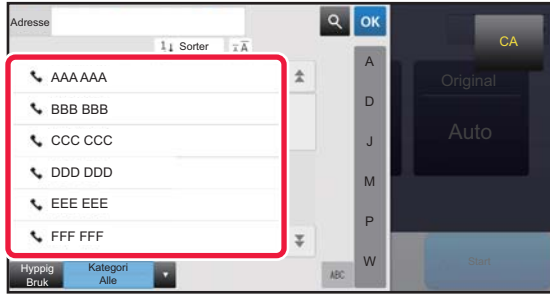 Adresse
OK
CA
1 Sorter
A
AAA AAA
BBB BBB
CCC CCC
DDD DDD
EEE EEE
FFF FFF
A
D
J
M
P
W
ABC
Original
Auto
Start
Hyppig
Bruk
Kategori
Alle